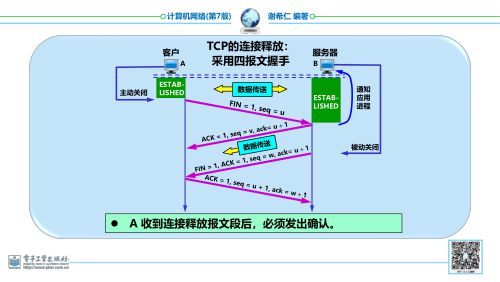 计算机网络(第7版)
谢希仁 编著
TCP的连接释放：
采用四报文握手
客户
A
服务器
B
主动关闭
ESTAB-
LISHED
数据传送
ESTAB-
LISHED
通知
应用
进程
FIN = 1, seq = u
ACK = 1, seq = v, ack= u + 1
数据传送
被动关闭
FIN = 1, ACK = 1, seq = w, ack= u + 1
ACK = 1, seq = u + 1, ack = w + 1
● A 收到连接释放报文段后，必须发出确认。
电子工业出版社
http://www.phei.com.cn